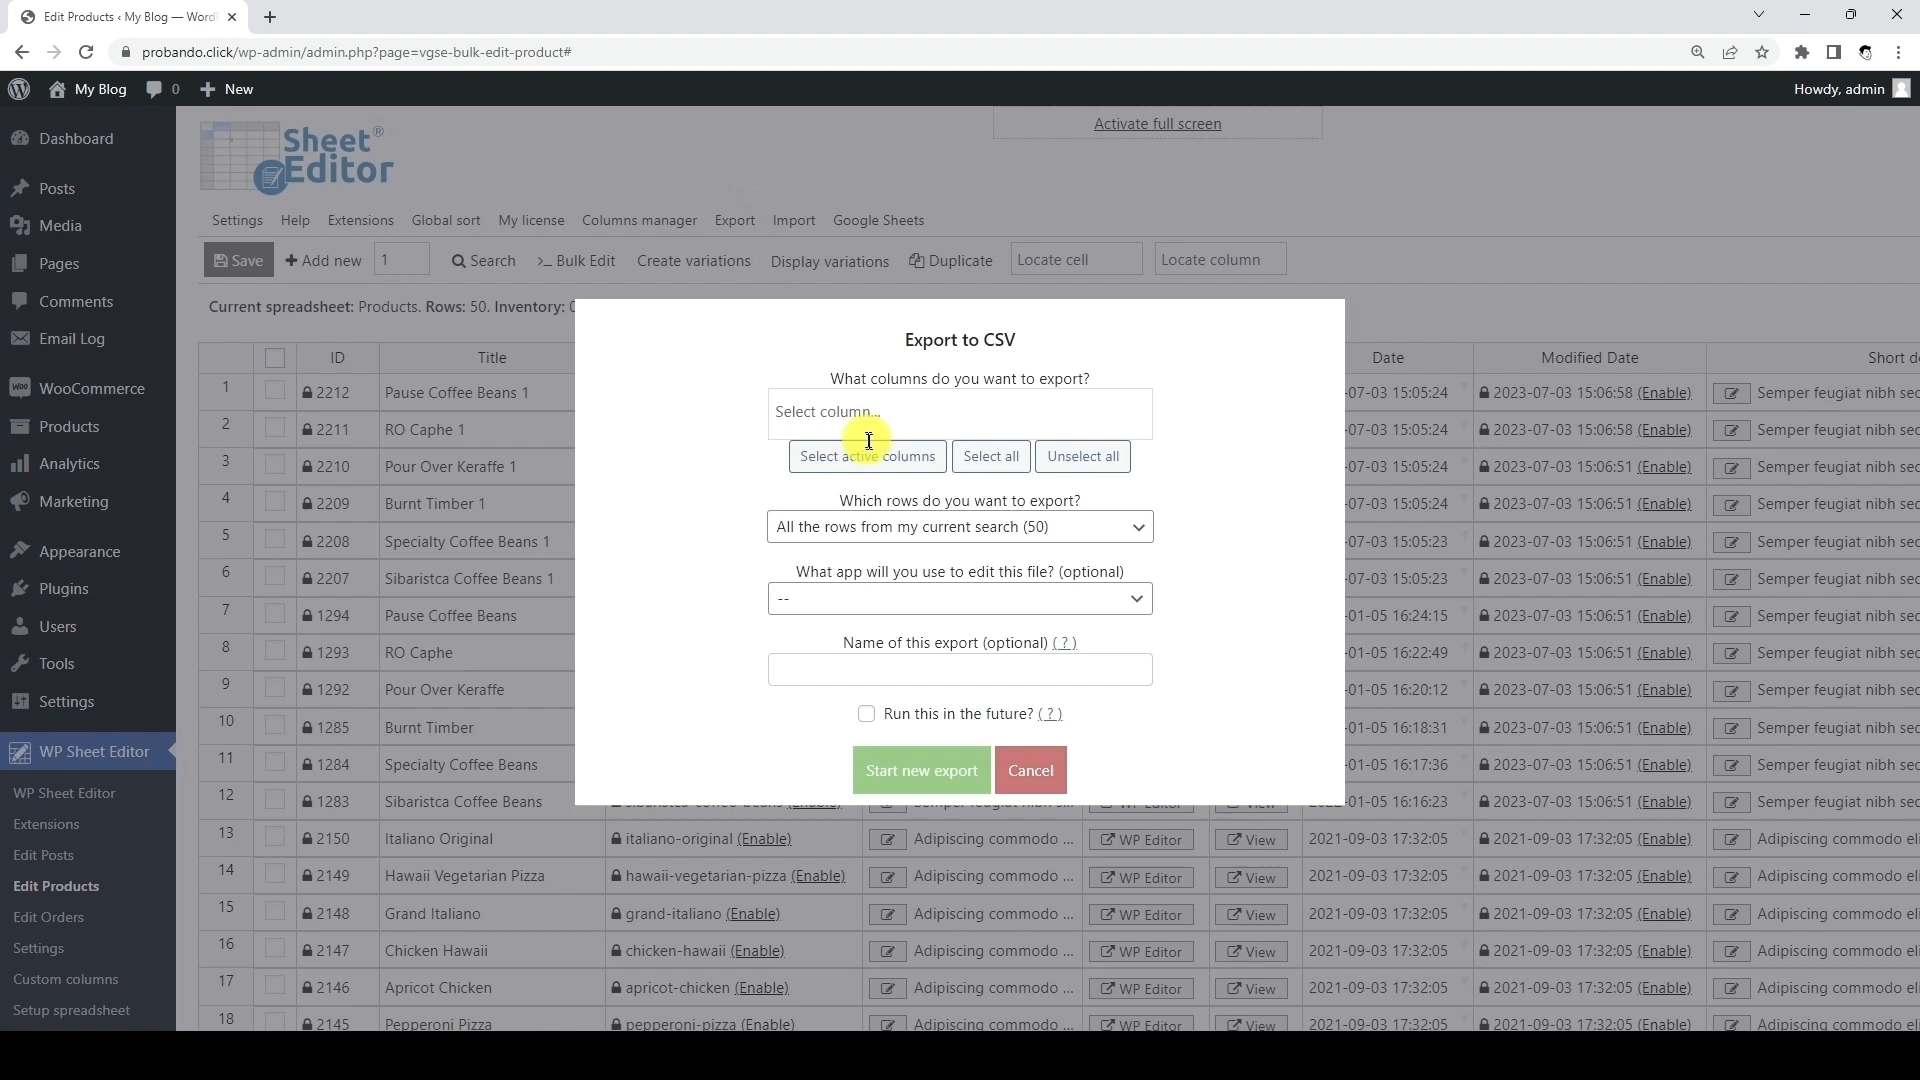 Edit Products ‹ My Blog — Word
probando.click/wp-admin/admin.php?page=vgse-bulk-edit-product#
My Blog 0 New Howdy, admin
Dashboard
Posts
Media
Pages
Comments
Email Log
WooCommerce
Products
Analytics
Marketing
Appearance
Plugins
Users
Tools
Settings
WP Sheet Editor
WP Sheet Editor
Extensions
Edit Posts
Edit Products
Edit Orders
Settings
Custom columns
Setup spreadsheet
Sheet®
Editor
Activate full screen
Settings Help Extensions Global sort My license Columns manager Export Import Google Sheets
Save Add new 1 Search Bulk Edit Create variations Display variations Duplicate Locate cell Locate column
Current spreadsheet: Products. Rows: 50. Inventory:
Export to CSV
What columns do you want to export?
Select column...
Select active columns Select all Unselect all
Which rows do you want to export?
All the rows from my current search (50)
What app will you use to edit this file? (optional)
--
Name of this export (optional) ( ? )
Run this in the future? ( ? )
Start new export Cancel
ID Title Date Modified Date Short
1 2212 Pause Coffee Beans 1 -07-03 15:05:24 2023-07-03 15:06:58 (Enable) Semper feugiat nibh
2 2211 RO Caphe 1 -07-03 15:05:24 2023-07-03 15:06:58 (Enable) Semper feugiat nibh
3 2210 Pour Over Keraffe 1 -07-03 15:05:24 2023-07-03 15:06:51 (Enable) Semper feugiat nibh
4 2209 Burnt Timber 1 -07-03 15:05:24 2023-07-03 15:06:51 (Enable) Semper feugiat nibh
5 2208 Specialty Coffee Beans 1 -07-03 15:05:23 2023-07-03 15:06:51 (Enable) Semper feugiat nibh
6 2207 Sibaristca Coffee Beans 1 -07-03 15:05:23 2023-07-03 15:06:51 (Enable) Semper feugiat nibh
7 1294 Pause Coffee Beans -01-05 16:24:15 2023-07-03 15:06:51 (Enable) Semper feugiat nibh
8 1293 RO Caphe -01-05 16:22:49 2023-07-03 15:06:51 (Enable) Semper feugiat nibh
9 1292 Pour Over Keraffe -01-05 16:20:12 2023-07-03 15:06:51 (Enable) Semper feugiat nibh
10 1285 Burnt Timber -01-05 16:18:31 2023-07-03 15:06:51 (Enable) Semper feugiat nibh
11 1284 Specialty Coffee Beans -01-05 16:17:36 2023-07-03 15:06:51 (Enable) Semper feugiat nibh
12 1283 Sibaristca Coffee Beans -01-05 16:16:23 2023-07-03 15:06:51 (Enable) Semper feugiat nibh
13 2150 Italiano Original italiano-original (Enable) Adipiscing commodo ... WP Editor View 2021-09-03 17:32:05 2021-09-03 17:32:05 (Enable) Adipiscing commodo
14 2149 Hawaii Vegetarian Pizza hawaii-vegetarian-pizza (Enable) Adipiscing commodo ... WP Editor View 2021-09-03 17:32:05 2021-09-03 17:32:05 (Enable) Adipiscing commodo
15 2148 Grand Italiano grand-italiano (Enable) Adipiscing commodo ... WP Editor View 2021-09-03 17:32:05 2021-09-03 17:32:05 (Enable) Adipiscing commodo
16 2147 Chicken Hawaii chicken-hawaii (Enable) Adipiscing commodo ... WP Editor View 2021-09-03 17:32:05 2021-09-03 17:32:05 (Enable) Adipiscing commodo
17 2146 Apricot Chicken apricot-chicken (Enable) Adipiscing commodo ... WP Editor View 2021-09-03 17:32:05 2021-09-03 17:32:05 (Enable) Adipiscing commodo
18 2145 Pepperoni Pizza pepperoni-pizza (Enable) Adipiscing commodo ... WP Editor View 2021-09-03 17:32:05 2021-09-03 17:32:05 (Enable) Adipiscing commodo